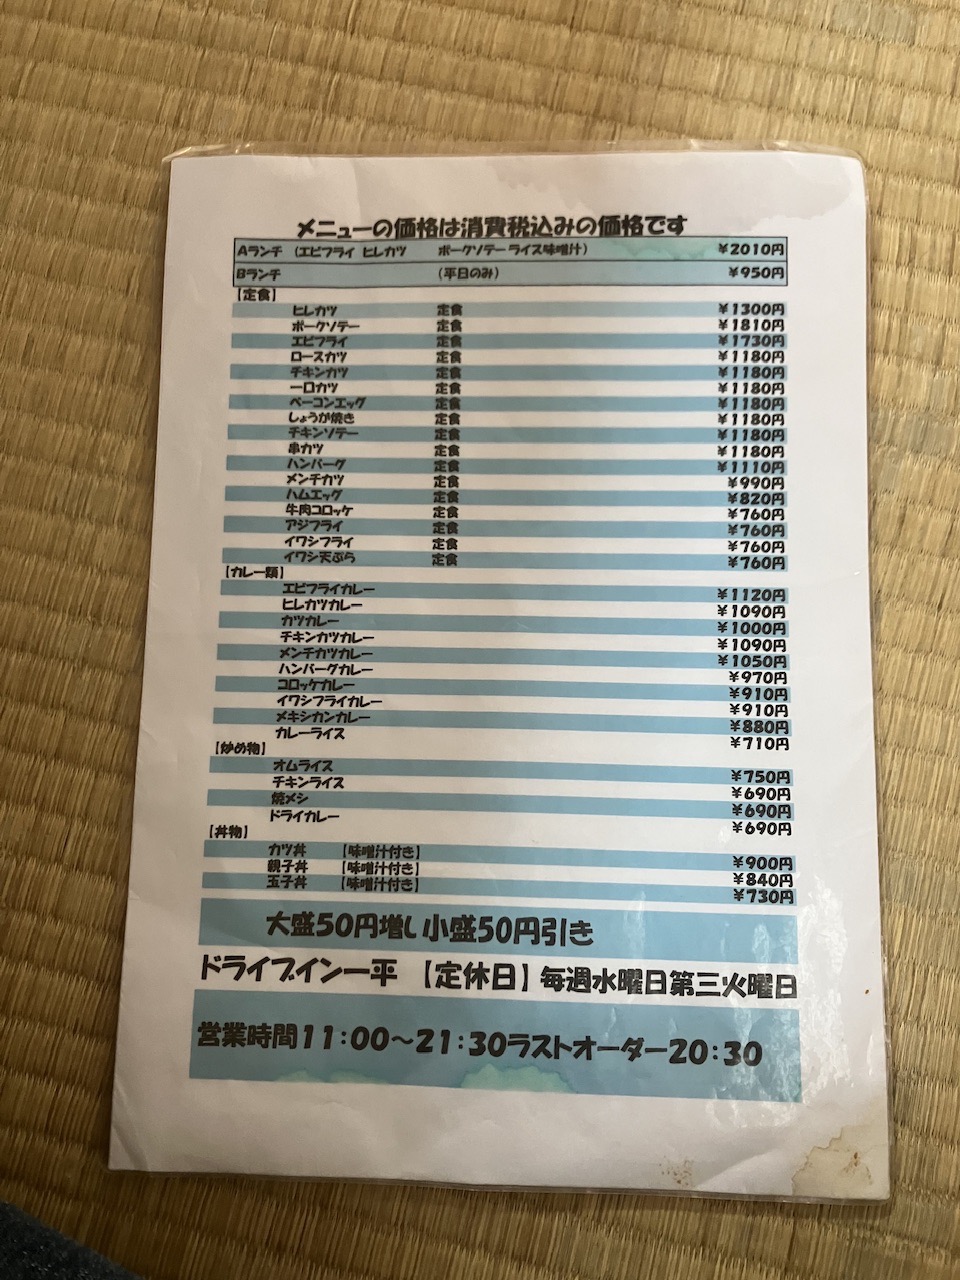 メニューの価格は消費税込みの価格です
Aランチ (エビフライ ヒレカツ ポークソテー ライス味噌汁) ¥2010円
Bランチ (平日のみ) ¥950円
【定食】
ヒレカツ 定食 ¥1300円
ポークソテー 定食 ¥1810円
エビフライ 定食 ¥1730円
ロースカツ 定食 ¥1180円
チキンカツ 定食 ¥1180円
一口カツ 定食 ¥1180円
ベーコンエッグ 定食 ¥1180円
しょうが焼き 定食 ¥1180円
チキンソテー 定食 ¥1180円
串カツ 定食 ¥1180円
ハンバーグ 定食 ¥1110円
メンチカツ 定食 ¥990円
ハムエッグ 定食 ¥820円
牛肉コロッケ 定食 ¥760円
アジフライ 定食 ¥760円
イワシフライ 定食 ¥760円
イワシ天ぷら 定食 ¥760円
【カレー類】
エビフライカレー ¥1120円
ヒレカツカレー ¥1090円
カツカレー ¥1000円
チキンカツカレー ¥1090円
メンチカツカレー ¥1050円
ハンバーグカレー ¥970円
コロッケカレー ¥910円
イワシフライカレー ¥910円
メキシカンカレー ¥880円
カレーライス ¥710円
【炒め物】
オムライス ¥750円
チキンライス ¥690円
焼メシ ¥690円
ドライカレー ¥690円
【丼物】
カツ丼 【味噌汁付き】 ¥900円
親子丼 【味噌汁付き】 ¥840円
玉子丼 【味噌汁付き】 ¥730円
大盛50円増し小盛50円引き
ドライブイン一平 【定休日】毎週水曜日第三火曜日
営業時間11:00〜21:30ラストオーダー20:30